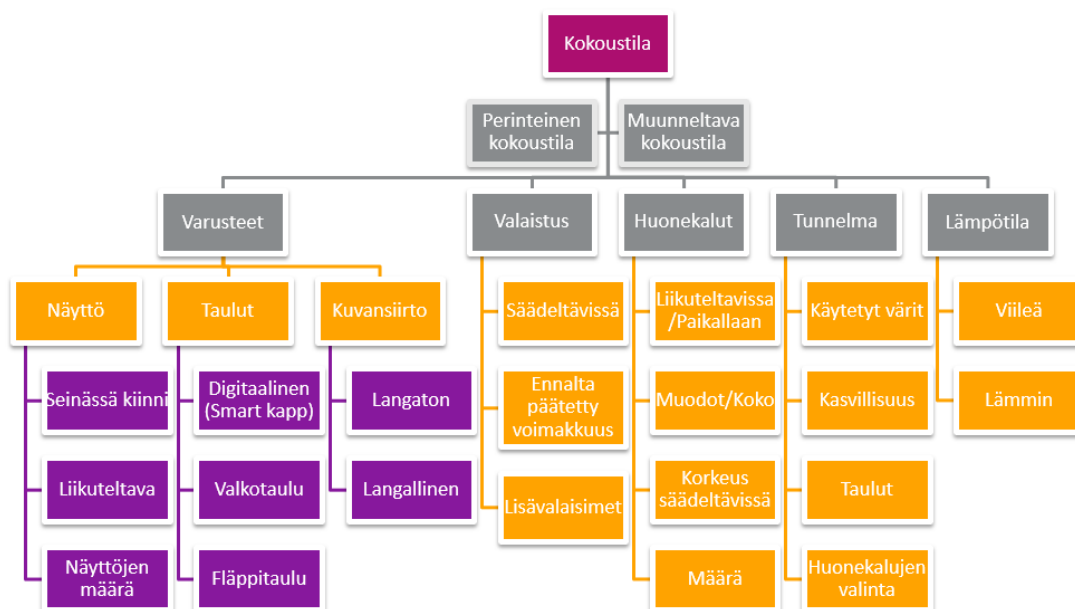 Kokoustila
Perinteinen
kokoustila
Muunneltava
kokoustila
Varusteet
Valaistus
Huonekalut
Tunnelma
Lämpötila
Näyttö
Taulut
Kuvansiirto
Säädeltävissä
Liikuteltavissa
/Paikallaan
Käytetyt värit
Viileä
Seinässä kiinni
Digitaalinen
(Smart kapp)
Langaton
Ennalta
päätetty
voimakkuus
Muodot/Koko
Kasvillisuus
Lämmin
Liikuteltava
Valkotaulu
Langallinen
Lisävalaisimet
Korkeus
säädeltävissä
Taulut
Näyttöjen
määrä
Fläppitaulu
Määrä
Huonekalujen
valinta